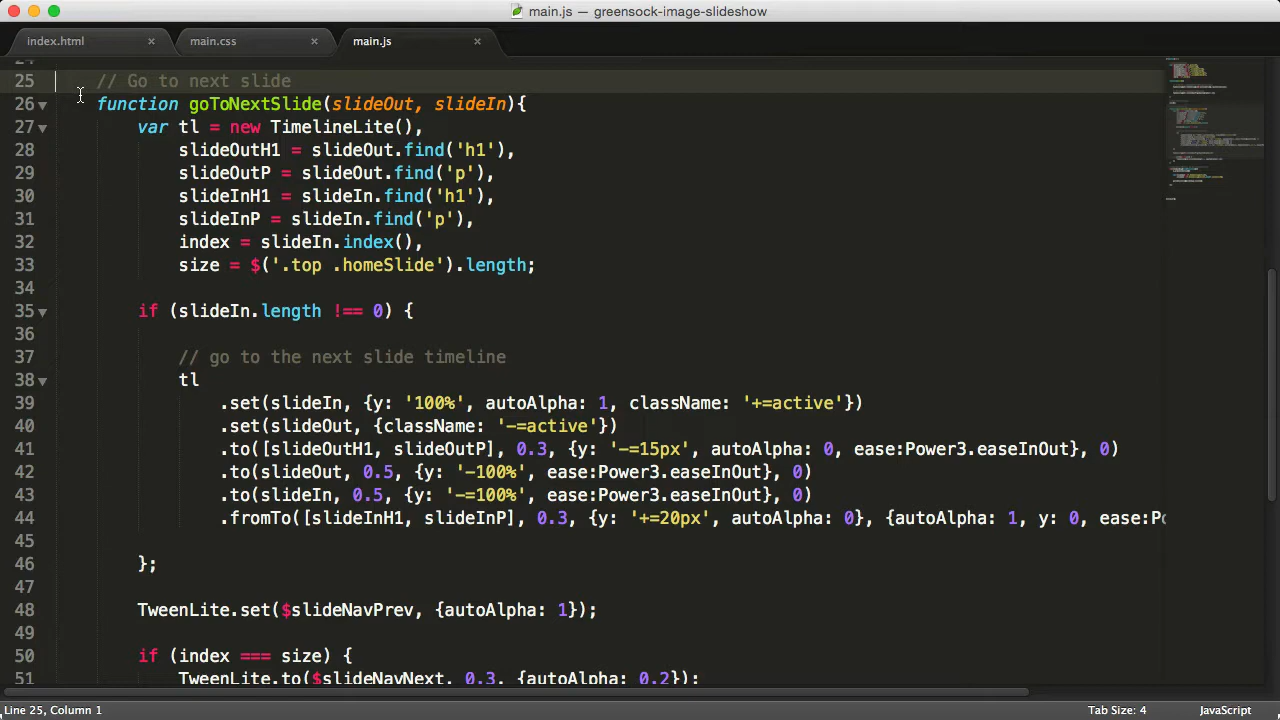 main.js — greensock-image-slideshow
index.html × main.css × main.js ×
24
25 // Go to next slide
26 function goToNextSlide(slideOut, slideIn){
27 var tl = new TimelineLite(),
28 slideOutH1 = slideOut.find('h1'),
29 slideOutP = slideOut.find('p'),
30 slideInH1 = slideIn.find('h1'),
31 slideInP = slideIn.find('p'),
32 index = slideIn.index(),
33 size = $('.top .homeSlide').length;
34
35 if (slideIn.length !== 0) {
36
37 // go to the next slide timeline
38 tl
39 .set(slideIn, {y: '100%', autoAlpha: 1, className: '+=active'})
40 .set(slideOut, {className: '-=active'})
41 .to([slideOutH1, slideOutP], 0.3, {y: '-=15px', autoAlpha: 0, ease:Power3.easeInOut}, 0)
42 .to(slideOut, 0.5, {y: '-100%', ease:Power3.easeInOut}, 0)
43 .to(slideIn, 0.5, {y: '-=100%', ease:Power3.easeInOut}, 0)
44 .fromTo([slideInH1, slideInP], 0.3, {y: '+=20px', autoAlpha: 0}, {autoAlpha: 1, y: 0, ease:Po
45
46 };
47
48 TweenLite.set($slideNavPrev, {autoAlpha: 1});
49
50 if (index === size) {
51 TweenLite.to($slideNavNext, 0.3, {autoAlpha: 0.2});
Line 25, Column 1 Tab Size: 4 JavaScript